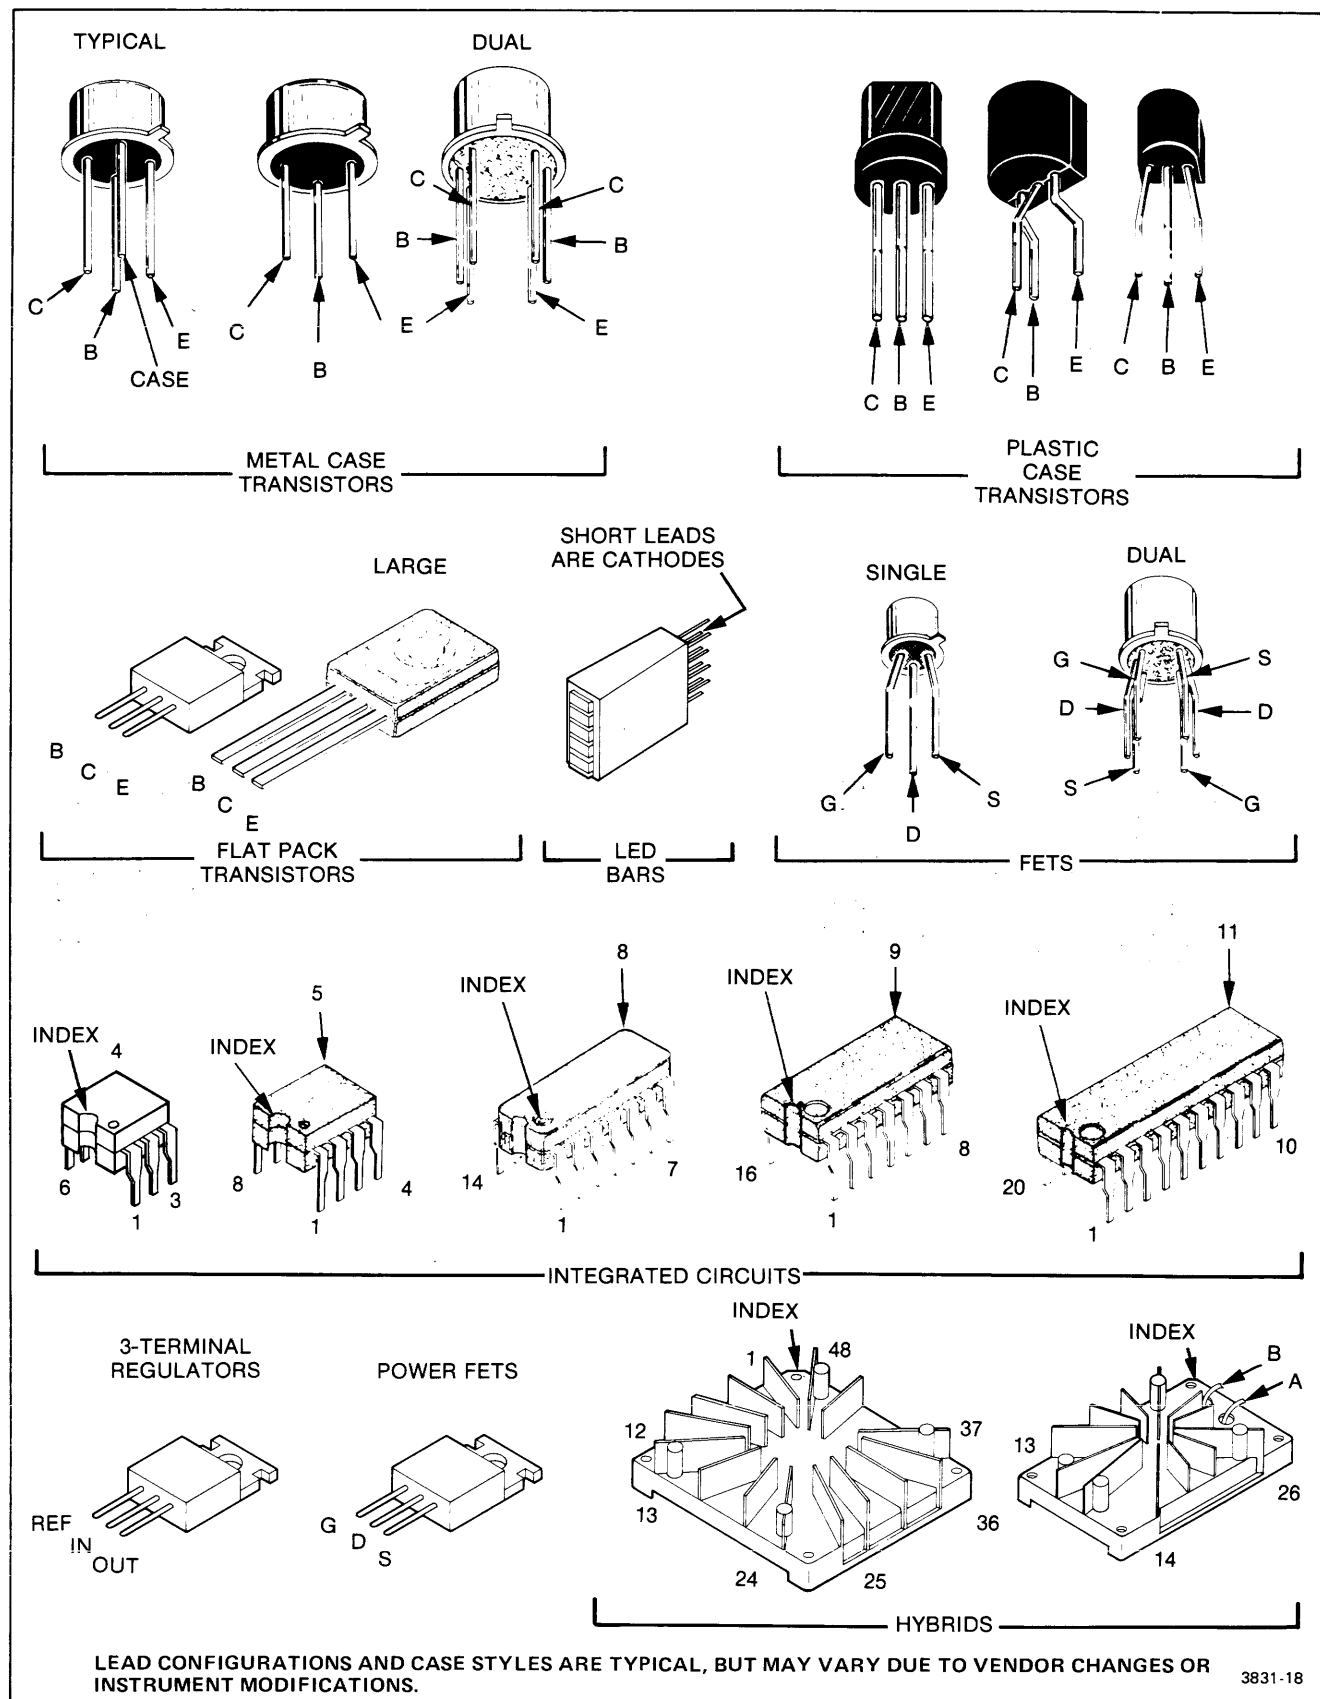 TYPICAL
DUAL
C
B
E
CASE
C
B
E
C
C
B
B
E
E
C B E
C
B
E
C
B
E
METAL CASE
TRANSISTORS
PLASTIC
CASE
TRANSISTORS
LARGE
SHORT LEADS
ARE CATHODES
SINGLE
DUAL
B
C
E
B
C
E
G
D
S
G
S
D
D
S
G
FLAT PACK
TRANSISTORS
LED
BARS
FETS
INDEX
4
6
1
3
5
INDEX
8
1
4
8
INDEX
14
1
7
9
INDEX
16
1
8
11
INDEX
20
1
10
INTEGRATED CIRCUITS
3-TERMINAL
REGULATORS
REF
IN
OUT
POWER FETS
G
D
S
INDEX
1
48
12
37
13
36
24
25
INDEX
B
A
13
26
14
HYBRIDS
LEAD CONFIGURATIONS AND CASE STYLES ARE TYPICAL, BUT MAY VARY DUE TO VENDOR CHANGES OR
INSTRUMENT MODIFICATIONS.
3831-18